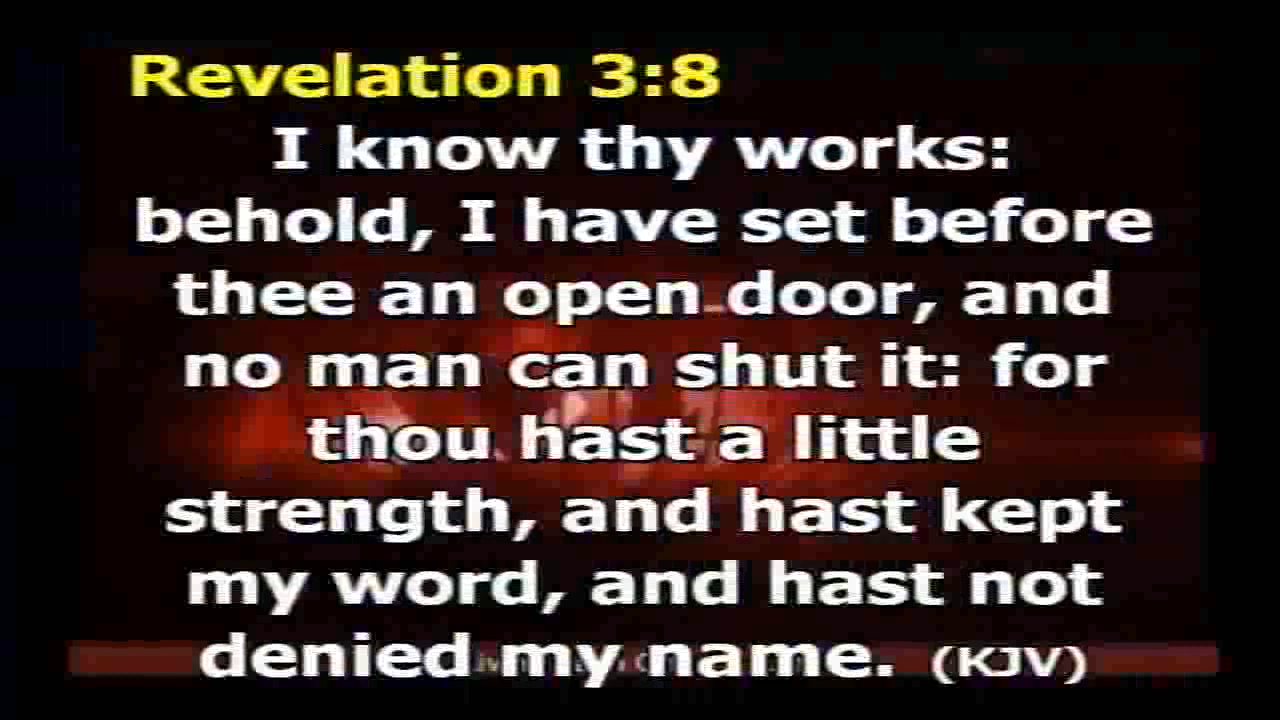 Revelation 3:8
I know thy works:
behold, I have set before
thee an open door, and
no man can shut it: for
thou hast a little
strength, and hast kept
my word, and hast not
denied my name. (KJV)